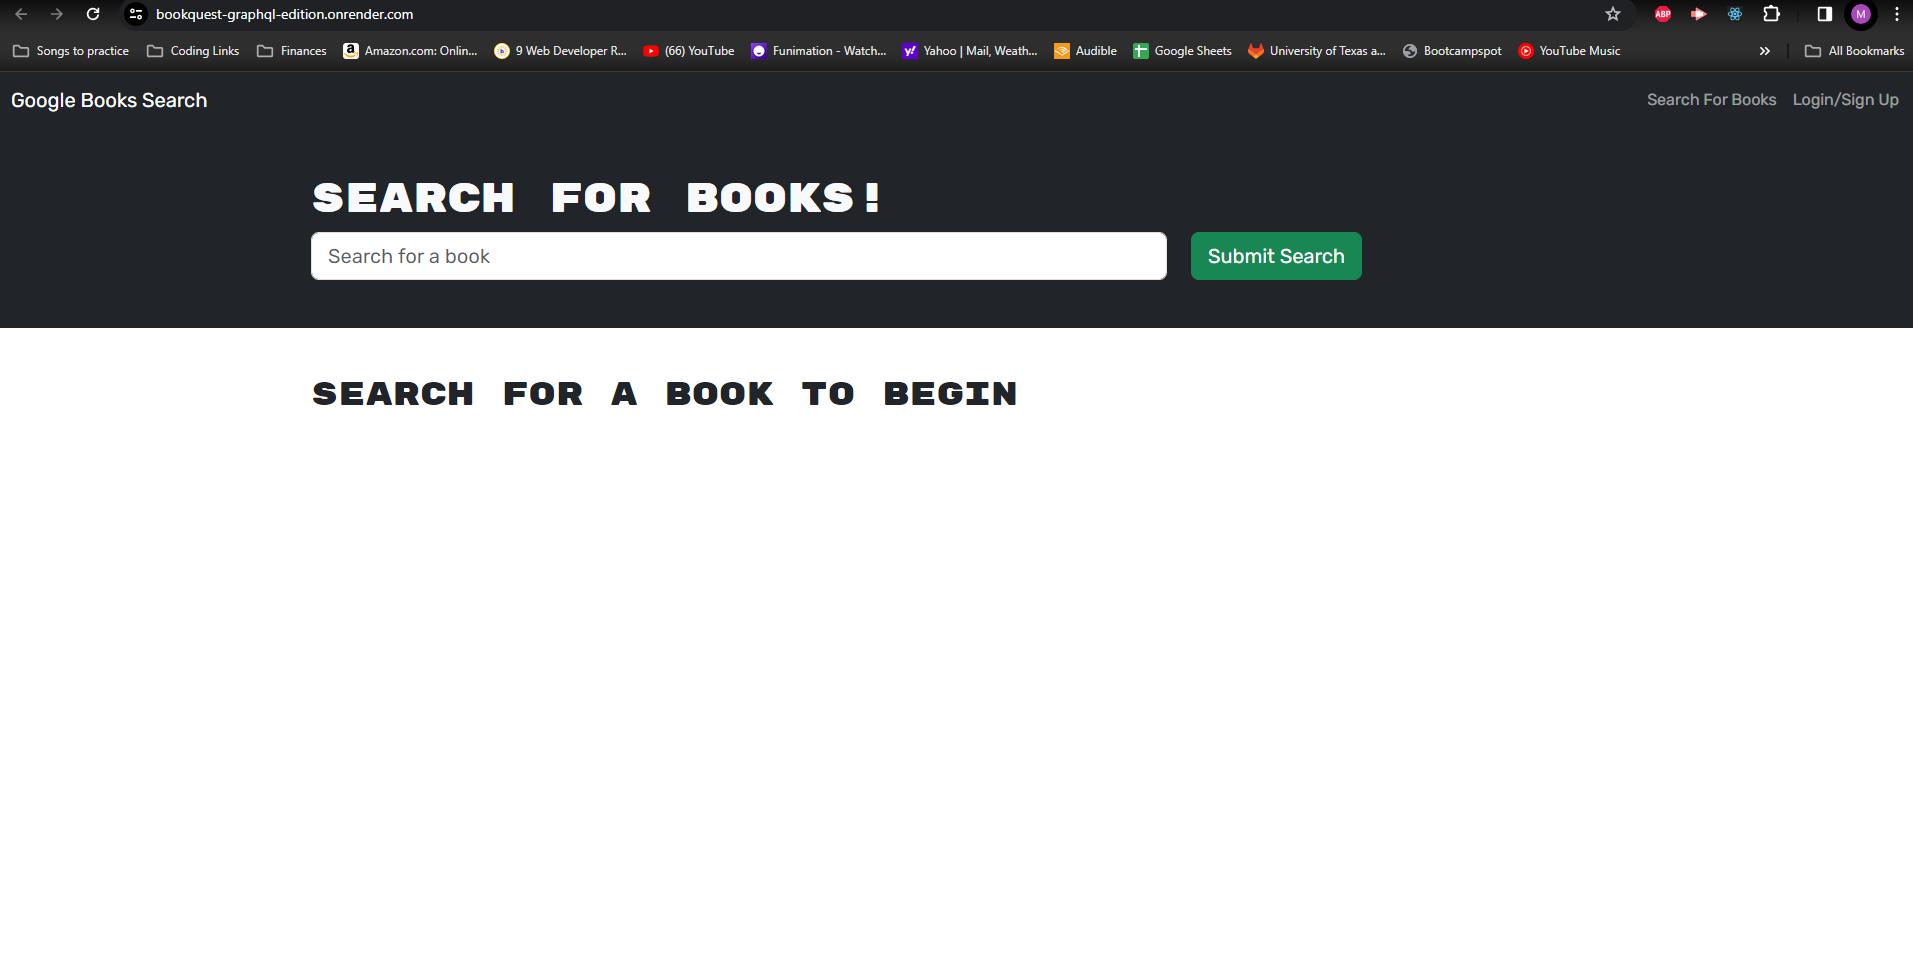 bookquest-graphql-edition.onrender.com
ABP
M
Songs to practice Coding Links Finances Amazon.com: Onlin... 9 Web Developer R... (66) YouTube Funimation - Watch... Yahoo | Mail, Weath... Audible Google Sheets University of Texas a... Bootcampspot YouTube Music » All Bookmarks
Google Books Search Search For Books Login/Sign Up
SEARCH FOR BOOKS!
Search for a book Submit Search
SEARCH FOR A BOOK TO BEGIN